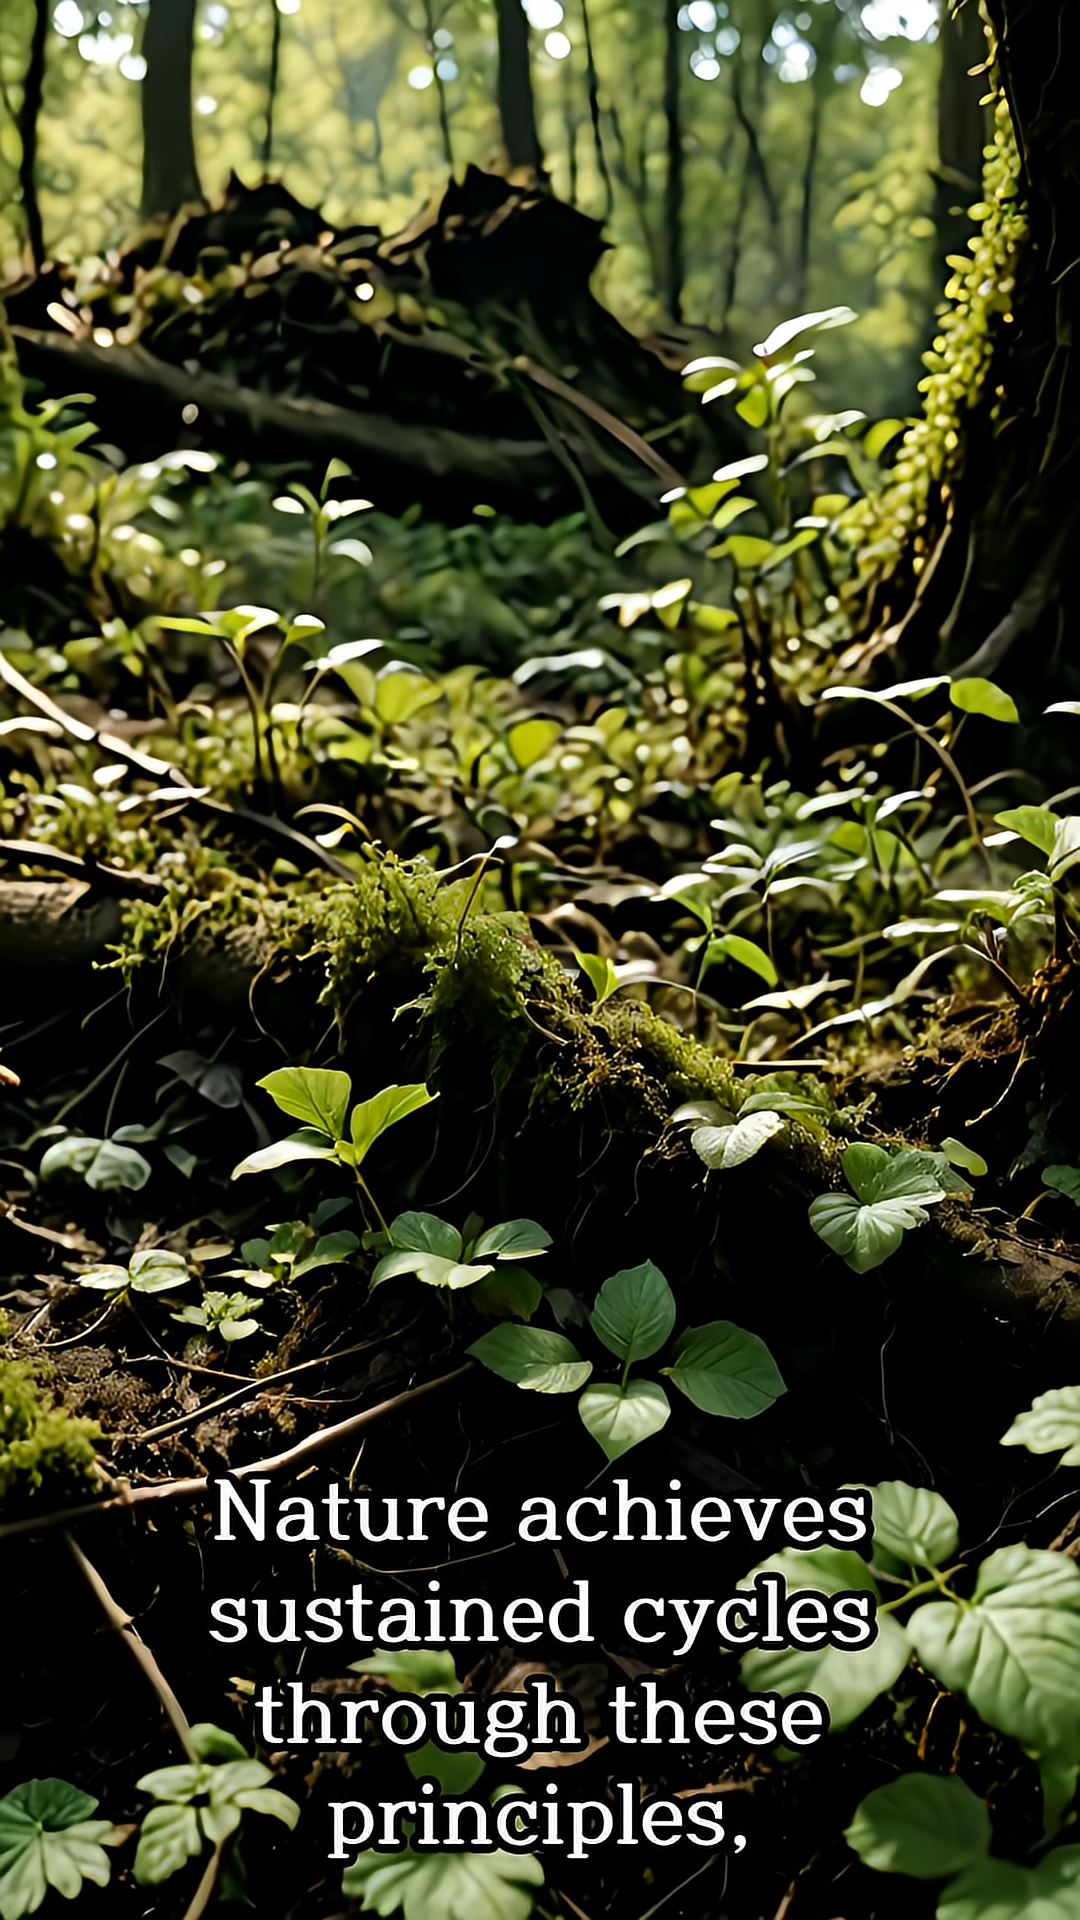 Nature achieves
sustained cycles
through these
principles,